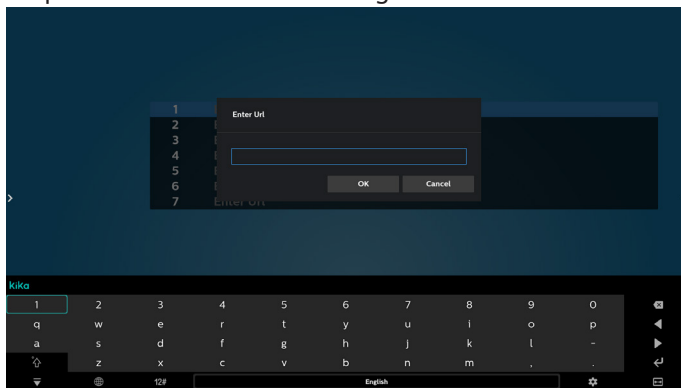 Enter Url
1
2
3
4
5
6
7 Enter Url
OK Cancel
kika
1 2 3 4 5 6 7 8 9 0
q w e r t y u i o p
a s d f g h j k l -
z x c v b n m , .
12# English